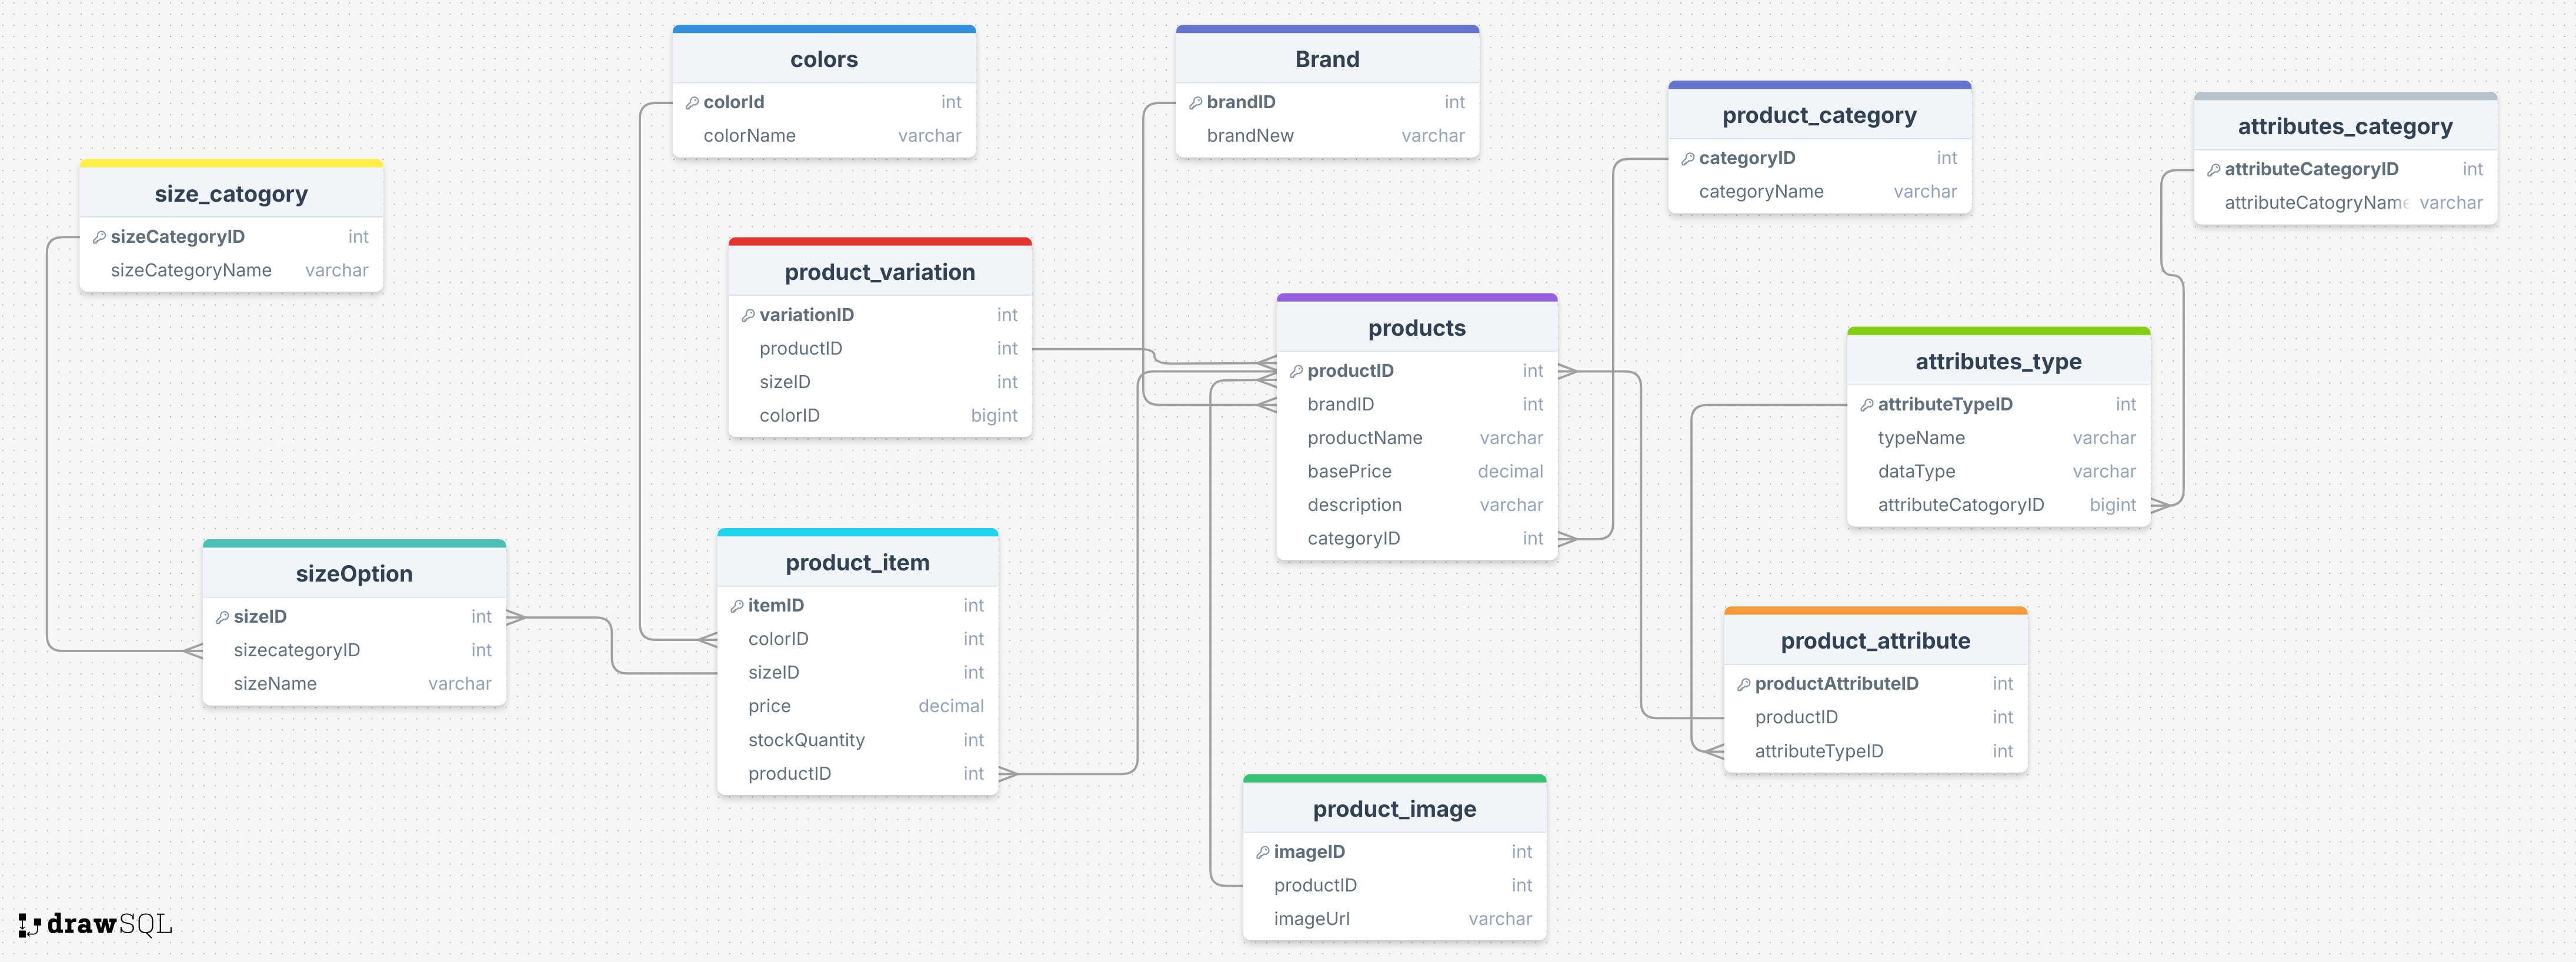 colors
colorId int
colorName varchar
Brand
brandID int
brandNew varchar
product_category
categoryID int
categoryName varchar
attributes_category
attributeCategoryID int
attributeCatogryName varchar
size_catogory
sizeCategoryID int
sizeCategoryName varchar
product_variation
variationID int
productID int
sizeID int
colorID bigint
products
productID int
brandID int
productName varchar
basePrice decimal
description varchar
categoryID int
attributes_type
attributeTypeID int
typeName varchar
dataType varchar
attributeCatogoryID bigint
sizeOption
sizeID int
sizecategoryID int
sizeName varchar
product_item
itemID int
colorID int
sizeID int
price decimal
stockQuantity int
productID int
product_attribute
productAttributeID int
productID int
attributeTypeID int
product_image
imageID int
productID int
imageUrl varchar
drawSQL